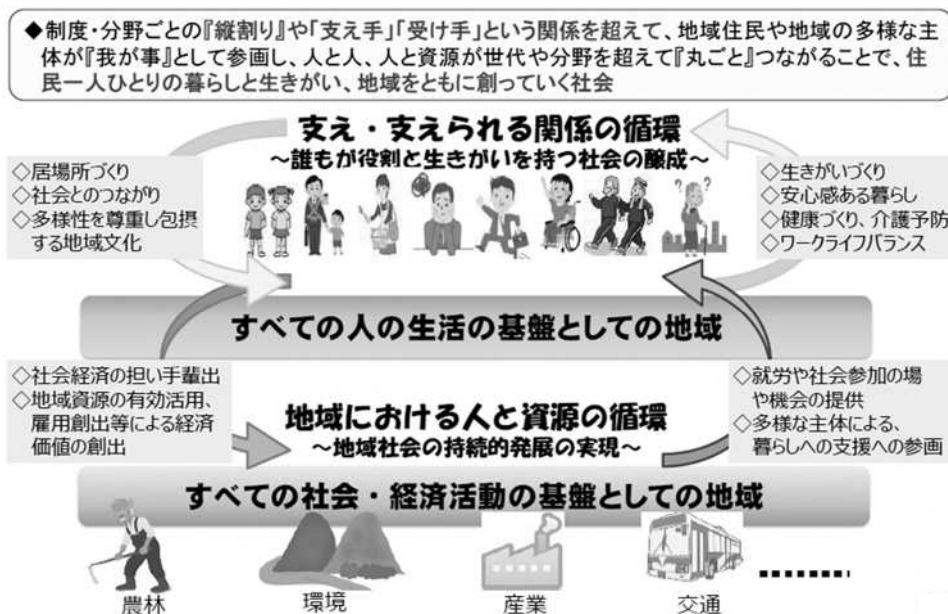 ◆制度・分野ごとの『縦割り』や「支え手」「受け手」という関係を超えて、地域住民や地域の多様な主
体が『我が事』として参画し、人と人、人と資源が世代や分野を超えて『丸ごと』つながることで、住
民一人ひとりの暮らしと生きがい、地域をともに創っていく社会
支え・支えられる関係の循環
~誰もが役割と生きがいを持つ社会の醸成~
◇居場所づくり
◇社会とのつながり
◇多様性を尊重し包摂
する地域文化
◇生きがいづくり
◇安心感ある暮らし
◇健康づくり、介護予防
◇ワークライフバランス
すべての人の生活の基盤としての地域
◇社会経済の担い手輩出
◇地域資源の有効活用、
雇用創出等による経済
価値の創出
地域における人と資源の循環
~地域社会の持続的発展の実現~
◇就労や社会参加の場
や機会の提供
◇多様な主体による、
暮らしへの支援への参画
すべての社会・経済活動の基盤としての地域
農林
環境
産業
交通